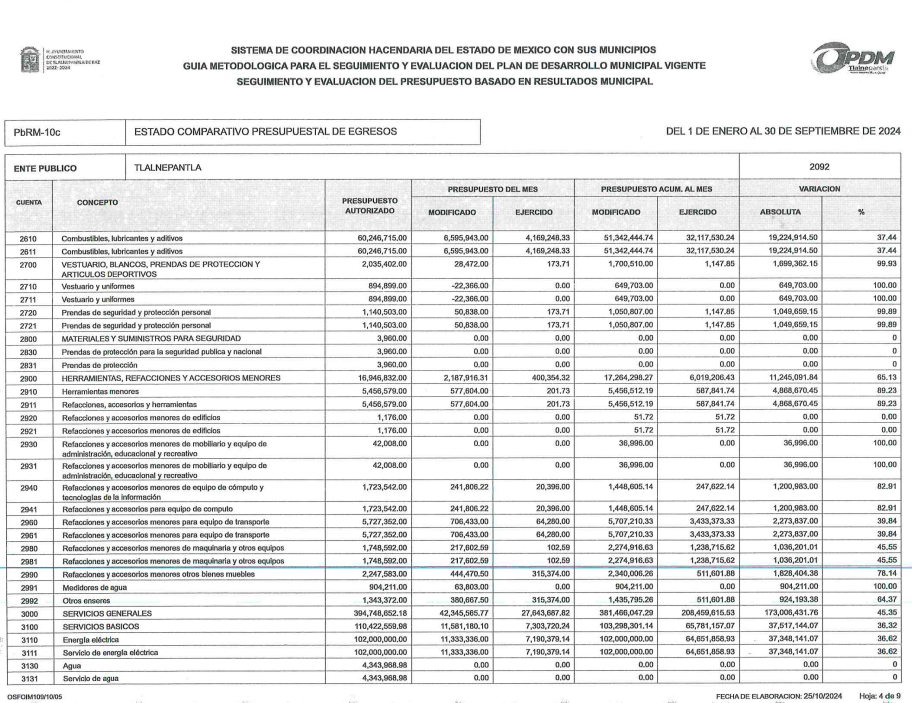 H. AYUNTAMIENTO
CONSTITUCIONAL
DE TLALNEPANTLA DE BAZ
2022-2024
SISTEMA DE COORDINACION HACENDARIA DEL ESTADO DE MEXICO CON SUS MUNICIPIOS
GUIA METODOLOGICA PARA EL SEGUIMIENTO Y EVALUACION DEL PLAN DE DESARROLLO MUNICIPAL VIGENTE
SEGUIMIENTO Y EVALUACION DEL PRESUPUESTO BASADO EN RESULTADOS MUNICIPAL
OPDM
Tlalnepantla
PbRM-10c ESTADO COMPARATIVO PRESUPUESTAL DE EGRESOS DEL 1 DE ENERO AL 30 DE SEPTIEMBRE DE 2024
ENTE PUBLICO TLALNEPANTLA 2092
CUENTA CONCEPTO PRESUPUESTO AUTORIZADO PRESUPUESTO DEL MES PRESUPUESTO ACUM. AL MES VARIACION
MODIFICADO EJERCIDO MODIFICADO EJERCIDO ABSOLUTA %
2610 Combustibles, lubricantes y aditivos 60,246,715.00 6,595,943.00 4,169,248.33 51,342,444.74 32,117,530.24 19,224,914.50 37.44
2611 Combustibles, lubricantes y aditivos 60,246,715.00 6,595,943.00 4,169,248.33 51,342,444.74 32,117,530.24 19,224,914.50 37.44
2700 VESTUARIO, BLANCOS, PRENDAS DE PROTECCION Y 2,035,402.00 28,472.00 173.71 1,700,510.00 1,147.85 1,699,362.15 99.93
ARTICULOS DEPORTIVOS
2710 Vestuario y uniformes 894,899.00 -22,366.00 0.00 649,703.00 0.00 649,703.00 100.00
2711 Vestuario y uniformes 894,899.00 -22,366.00 0.00 649,703.00 0.00 649,703.00 100.00
2720 Prendas de seguridad y protección personal 1,140,503.00 50,838.00 173.71 1,050,807.00 1,147.85 1,049,659.15 99.89
2721 Prendas de seguridad y protección personal 1,140,503.00 50,838.00 173.71 1,050,807.00 1,147.85 1,049,659.15 99.89
2800 MATERIALES Y SUMINISTROS PARA SEGURIDAD 3,960.00 0.00 0.00 0.00 0.00 0.00 0
2830 Prendas de protección para la seguridad publica y nacional 3,960.00 0.00 0.00 0.00 0.00 0.00 0
2831 Prendas de protección 3,960.00 0.00 0.00 0.00 0.00 0.00 0
2900 HERRAMIENTAS, REFACCIONES Y ACCESORIOS MENORES 16,946,832.00 2,187,916.31 400,354.32 17,264,298.27 6,019,206.43 11,245,091.84 65.13
2910 Herramientas menores 5,456,579.00 577,604.00 201.73 5,456,512.19 587,841.74 4,868,670.45 89.23
2911 Refacciones, accesorios y herramientas 5,456,579.00 577,604.00 201.73 5,456,512.19 587,841.74 4,868,670.45 89.23
2920 Refacciones y accesorios menores de edificios 1,176.00 0.00 0.00 51.72 51.72 0.00 0.00
2921 Refacciones y accesorios menores de edificios 1,176.00 0.00 0.00 51.72 51.72 0.00 0.00
2930 Refacciones y accesorios menores de mobiliario y equipo de 42,008.00 0.00 0.00 36,996.00 0.00 36,996.00 100.00
administración, educacional y recreativo
2931 Refacciones y accesorios menores de mobiliario y equipo de 42,008.00 0.00 0.00 36,996.00 0.00 36,996.00 100.00
administración, educacional y recreativo
2940 Refacciones y accesorios menores de equipo de cómputo y 1,723,542.00 241,806.22 20,396.00 1,448,605.14 247,622.14 1,200,983.00 82.91
tecnologías de la información
2941 Refacciones y accesorios para equipo de computo 1,723,542.00 241,806.22 20,396.00 1,448,605.14 247,622.14 1,200,983.00 82.91
2960 Refacciones y accesorios menores para equipo de transporte 5,727,352.00 706,433.00 64,280.00 5,707,210.33 3,433,373.33 2,273,837.00 39.84
2961 Refacciones y accesorios menores para equipo de transporte 5,727,352.00 706,433.00 64,280.00 5,707,210.33 3,433,373.33 2,273,837.00 39.84
2980 Refacciones y accesorios menores de maquinaria y otros equipos 1,748,592.00 217,602.59 102.59 2,274,916.63 1,238,715.62 1,036,201.01 45.55
2981 Refacciones y accesorios menores de maquinaria y otros equipos 1,748,592.00 217,602.59 102.59 2,274,916.63 1,238,715.62 1,036,201.01 45.55
2990 Refacciones y accesorios menores otros bienes muebles 2,247,583.00 444,470.50 315,374.00 2,340,006.26 511,601.88 1,828,404.38 78.14
2991 Medidores de agua 904,211.00 63,803.00 0.00 904,211.00 0.00 904,211.00 100.00
2992 Otros enseres 1,343,372.00 380,667.50 315,374.00 1,435,795.26 511,601.88 924,193.38 64.37
3000 SERVICIOS GENERALES 394,748,652.18 42,345,565.77 27,643,687.82 381,466,047.29 208,459,615.53 173,006,431.76 45.35
3100 SERVICIOS BASICOS 110,422,559.98 11,581,180.10 7,303,720.24 103,298,301.14 65,781,157.07 37,517,144.07 36.32
3110 Energía eléctrica 102,000,000.00 11,333,336.00 7,190,379.14 102,000,000.00 64,651,858.93 37,348,141.07 36.62
3111 Servicio de energía eléctrica 102,000,000.00 11,333,336.00 7,190,379.14 102,000,000.00 64,651,858.93 37,348,141.07 36.62
3130 Agua 4,343,968.98 0.00 0.00 0.00 0.00 0.00 0
3131 Servicio de agua 4,343,968.98 0.00 0.00 0.00 0.00 0.00 0
OSFOIM109/10/05 FECHA DE ELABORACION: 25/10/2024 Hoja: 4 de 9